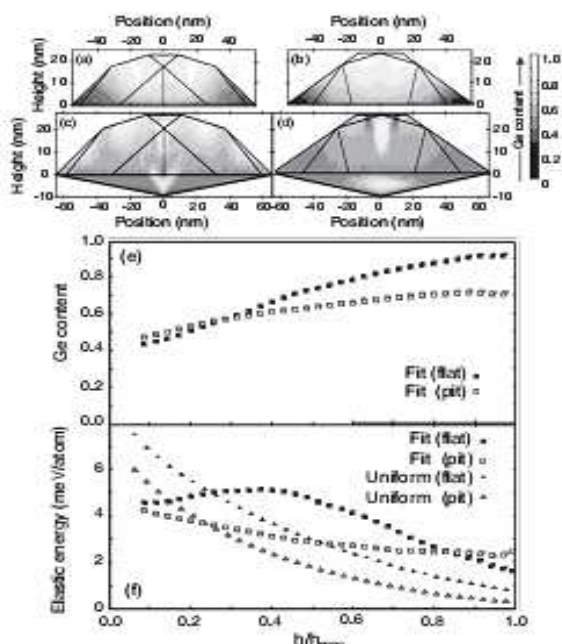 Position (nm)
Position (nm)
−40 −20 0 20 40
−40 −20 0 20 40
Height (nm)
20
10
0
(a)
(b)
20
10
0
1.0
0.8
0.6
0.4
0.2
0
Ge content
Height (nm)
20
10
0
−10
(c)
(d)
20
10
0
−10
−60 −40 −20 0 20 40 60
−60 −40 −20 0 20 40 60
Position (nm)
Position (nm)
(e)
Ge content
1.0
0.8
0.6
0.4
0.2
0.0
Fit (flat)
Fit (pit)
Elastic energy (meV/atom)
6
4
2
0.0
Fit (flat)
Fit (pit)
Uniform (flat)
Uniform (pit)
(f)
0.0 0.2 0.4 0.6 0.8 1.0